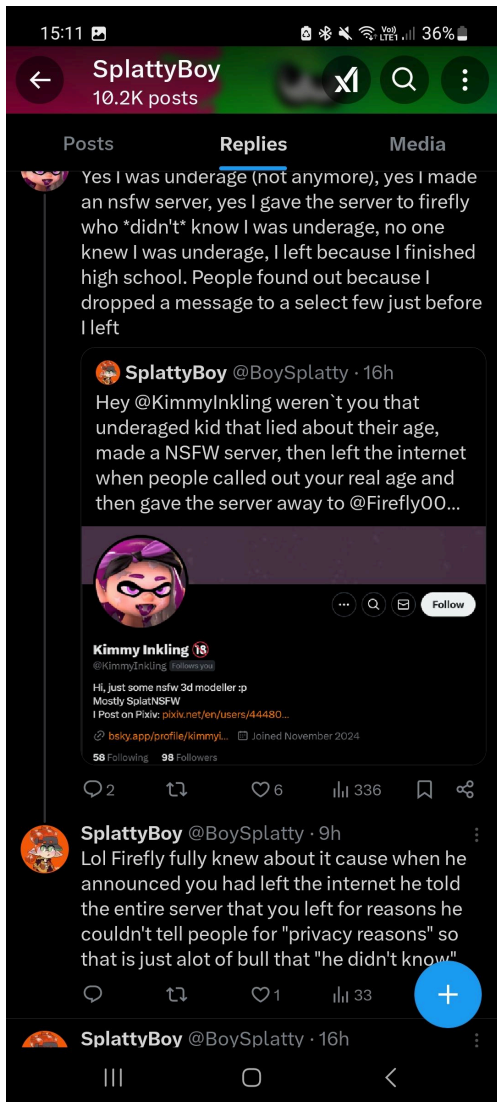 15:11
Vo))
LTE1
36%
SplattyBoy
10.2K posts
Posts
Replies
Media
Yes I was underage (not anymore), yes I made
an nsfw server, yes I gave the server to firefly
who *didn't* know I was underage, no one
knew I was underage, I left because I finished
high school. People found out because I
dropped a message to a select few just before
I left
SplattyBoy @BoySplatty · 16h
Hey @KimmyInkling weren`t you that
underaged kid that lied about their age,
made a NSFW server, then left the internet
when people called out your real age and
then gave the server away to @Firefly00...
Follow
Kimmy Inkling 🔞
@KimmyInkling Follows you
Hi, just some nsfw 3d modeller :p
Mostly SplatNSFW
I Post on Pixiv: pixiv.net/en/users/44480...
bsky.app/profile/kimmyi... Joined November 2024
58 Following 98 Followers
2
6
336
SplattyBoy @BoySplatty · 9h
Lol Firefly fully knew about it cause when he
announced you had left the internet he told
the entire server that you left for reasons he
couldn't tell people for "privacy reasons" so
that is just alot of bull that "he didn't know"
1
33
SplattyBoy @BoySplatty · 16h